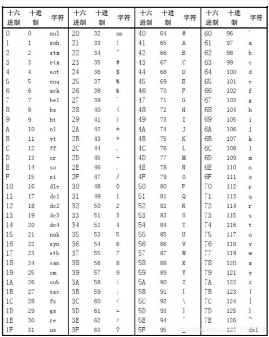 十六 十进 字符 十六 十进 字符 十六 十进 字符 十六 十进 字符
进制 制 进制 制 进制 制 进制 制
0 0 nul 20 32 sp 40 64 @ 60 96 '
1 1 soh 21 33 ! 41 65 A 61 97 a
2 2 stx 22 34 " 42 66 B 62 98 b
3 3 etx 23 35 # 43 67 C 63 99 c
4 4 eot 24 36 $ 44 68 D 64 100 d
5 5 enq 25 37 % 45 69 E 65 101 e
6 6 ack 26 38 & 46 70 F 66 102 f
7 7 bel 27 39 ' 47 71 G 67 103 g
8 8 bs 28 40 ( 48 72 H 68 104 h
9 9 ht 29 41 ) 49 73 I 69 105 i
A 10 nl 2A 42 * 4A 74 J 6A 106 j
B 11 vt 2B 43 + 4B 75 K 6B 107 k
C 12 ff 2C 44 , 4C 76 L 6C 108 l
D 13 cr 2D 45 - 4D 77 M 6D 109 m
E 14 so 2E 46 . 4E 78 N 6E 110 n
F 15 si 2F 47 / 4F 79 O 6F 111 o
10 16 dle 30 48 0 50 80 P 70 112 p
11 17 dc1 31 49 1 51 81 Q 71 113 q
12 18 dc2 32 50 2 52 82 R 72 114 r
13 19 dc3 33 51 3 53 83 S 73 115 s
14 20 dc4 34 52 4 54 84 T 74 116 t
15 21 nak 35 53 5 55 85 U 75 117 u
16 22 syn 36 54 6 56 86 V 76 118 v
17 23 etb 37 55 7 57 87 W 77 119 w
18 24 can 38 56 8 58 88 X 78 120 x
19 25 em 39 57 9 59 89 Y 79 121 y
1A 26 sub 3A 58 : 5A 90 Z 7A 122 z
1B 27 esc 3B 59 ; 5B 91 [ 7B 123 {
1C 28 fs 3C 60 < 5C 92 \ 7C 124 |
1D 29 gs 3D 61 = 5D 93 ] 7D 125 }
1E 30 re 3E 62 > 5E 94 ^ 7E 126 ~
1F 31 us 3F 63 ? 5F 95 _ 127 del